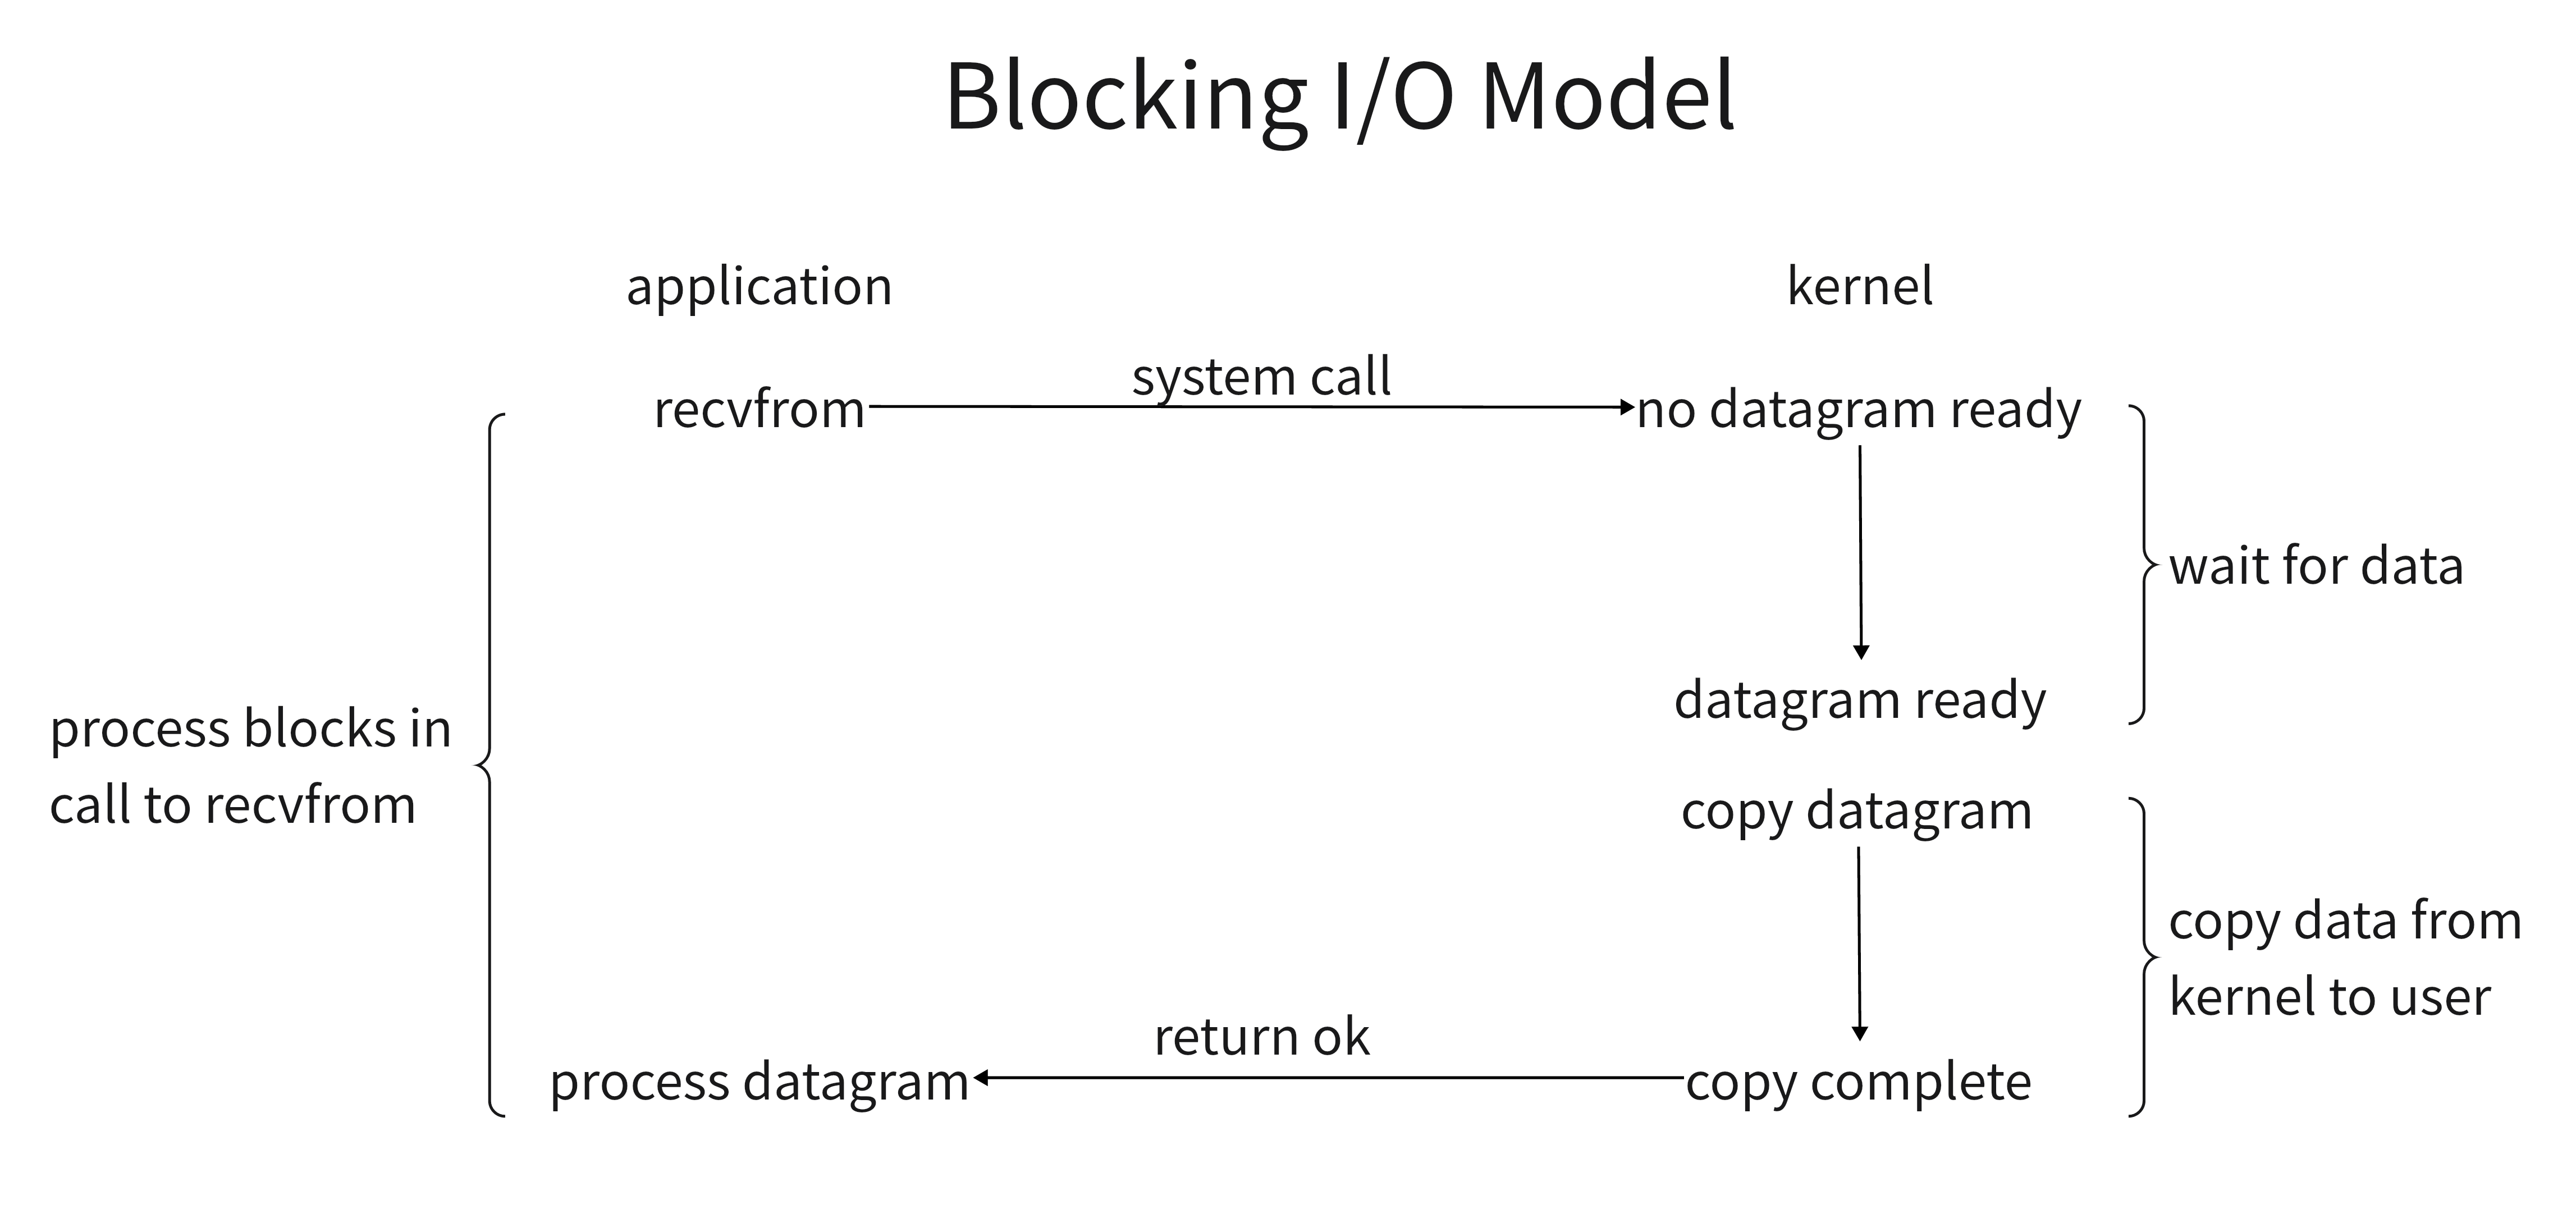 Blocking I/O Model
application
kernel
system call
recvfrom
no datagram ready
wait for data
datagram ready
process blocks in
call to recvfrom
copy datagram
copy data from
kernel to user
return ok
process datagram
copy complete